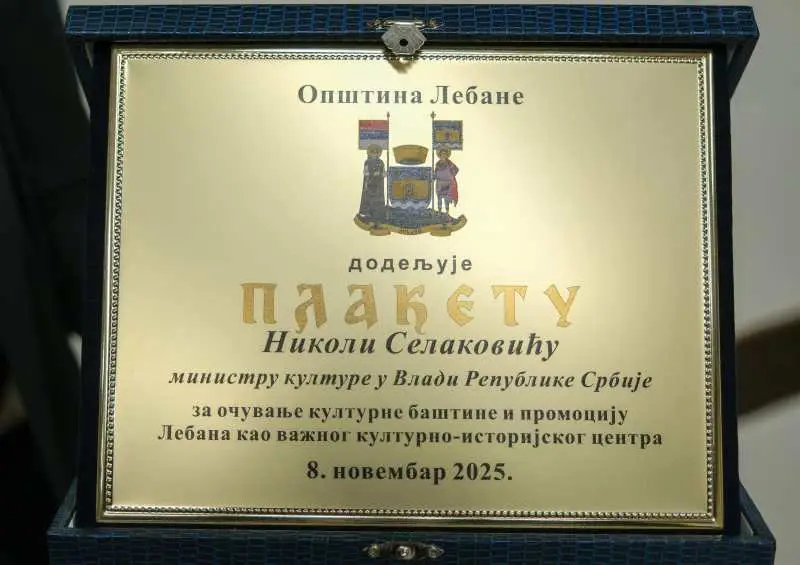 Општина Лебане
додељује
ПЛАКЕТУ
Николи Селаковићу
министру културе у Влади Републике Србије
за очување културне баштине и промоцију
Лебана као важног културно-историјског центра
8. новембар 2025.